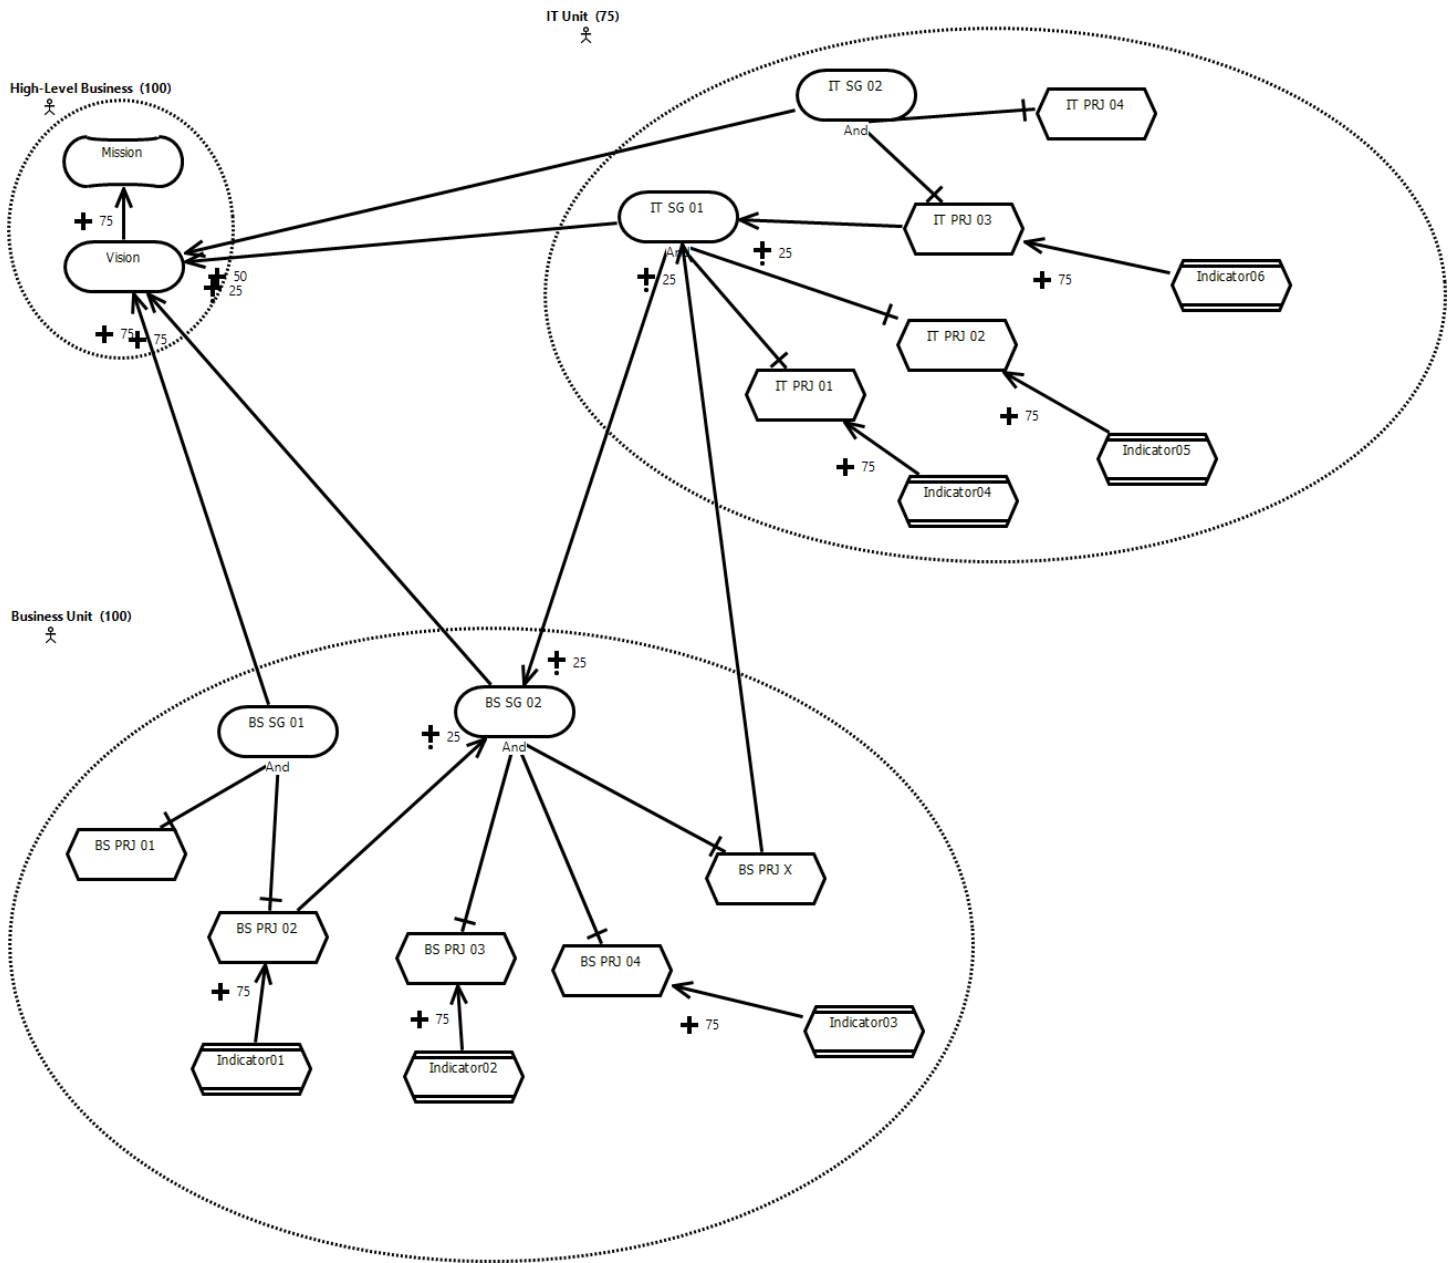 IT Unit (75)
High-Level Business (100)
IT SG 02
And
IT PRJ 04
Mission
75
IT SG 01
And
IT PRJ 03
25
25
Vision
50
25
75
75
75
Indicator06
IT PRJ 02
IT PRJ 01
75
Indicator05
75
Indicator04
Business Unit (100)
25
BS SG 02
BS SG 01
25
And
And
BS PRJ 01
BS PRJ X
BS PRJ 02
BS PRJ 03
BS PRJ 04
75
75
75
Indicator03
Indicator01
Indicator02